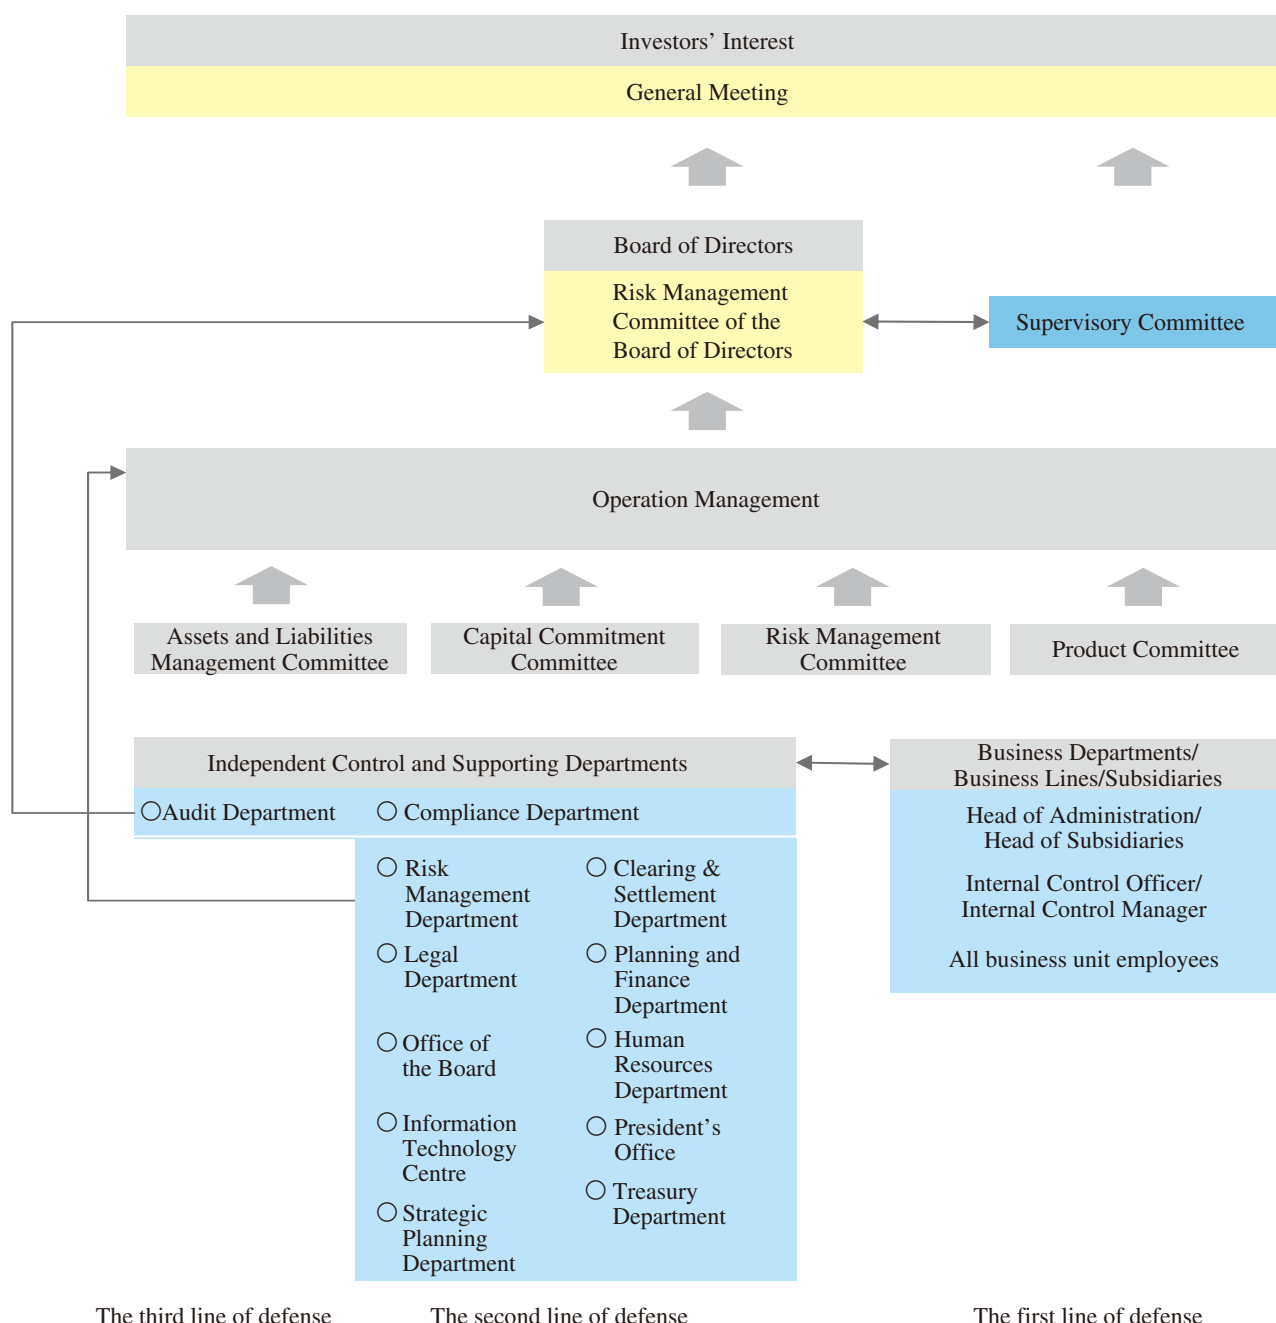 Investors’ Interest
General Meeting
Board of Directors
Risk Management
Committee of the
Board of Directors
Supervisory Committee
Operation Management
Assets and Liabilities
Management Committee
Capital Commitment
Committee
Risk Management
Committee
Product Committee
Independent Control and Supporting Departments
Business Departments/
Business Lines/Subsidiaries
Audit Department
Compliance Department
Risk
Management
Department
Legal
Department
Office of
the Board
Information
Technology
Centre
Strategic
Planning
Department
Clearing &
Settlement
Department
Planning and
Finance
Department
Human
Resources
Department
President’s
Office
Treasury
Department
Head of Administration/
Head of Subsidiaries
Internal Control Officer/
Internal Control Manager
All business unit employees
The third line of defense
The second line of defense
The first line of defense